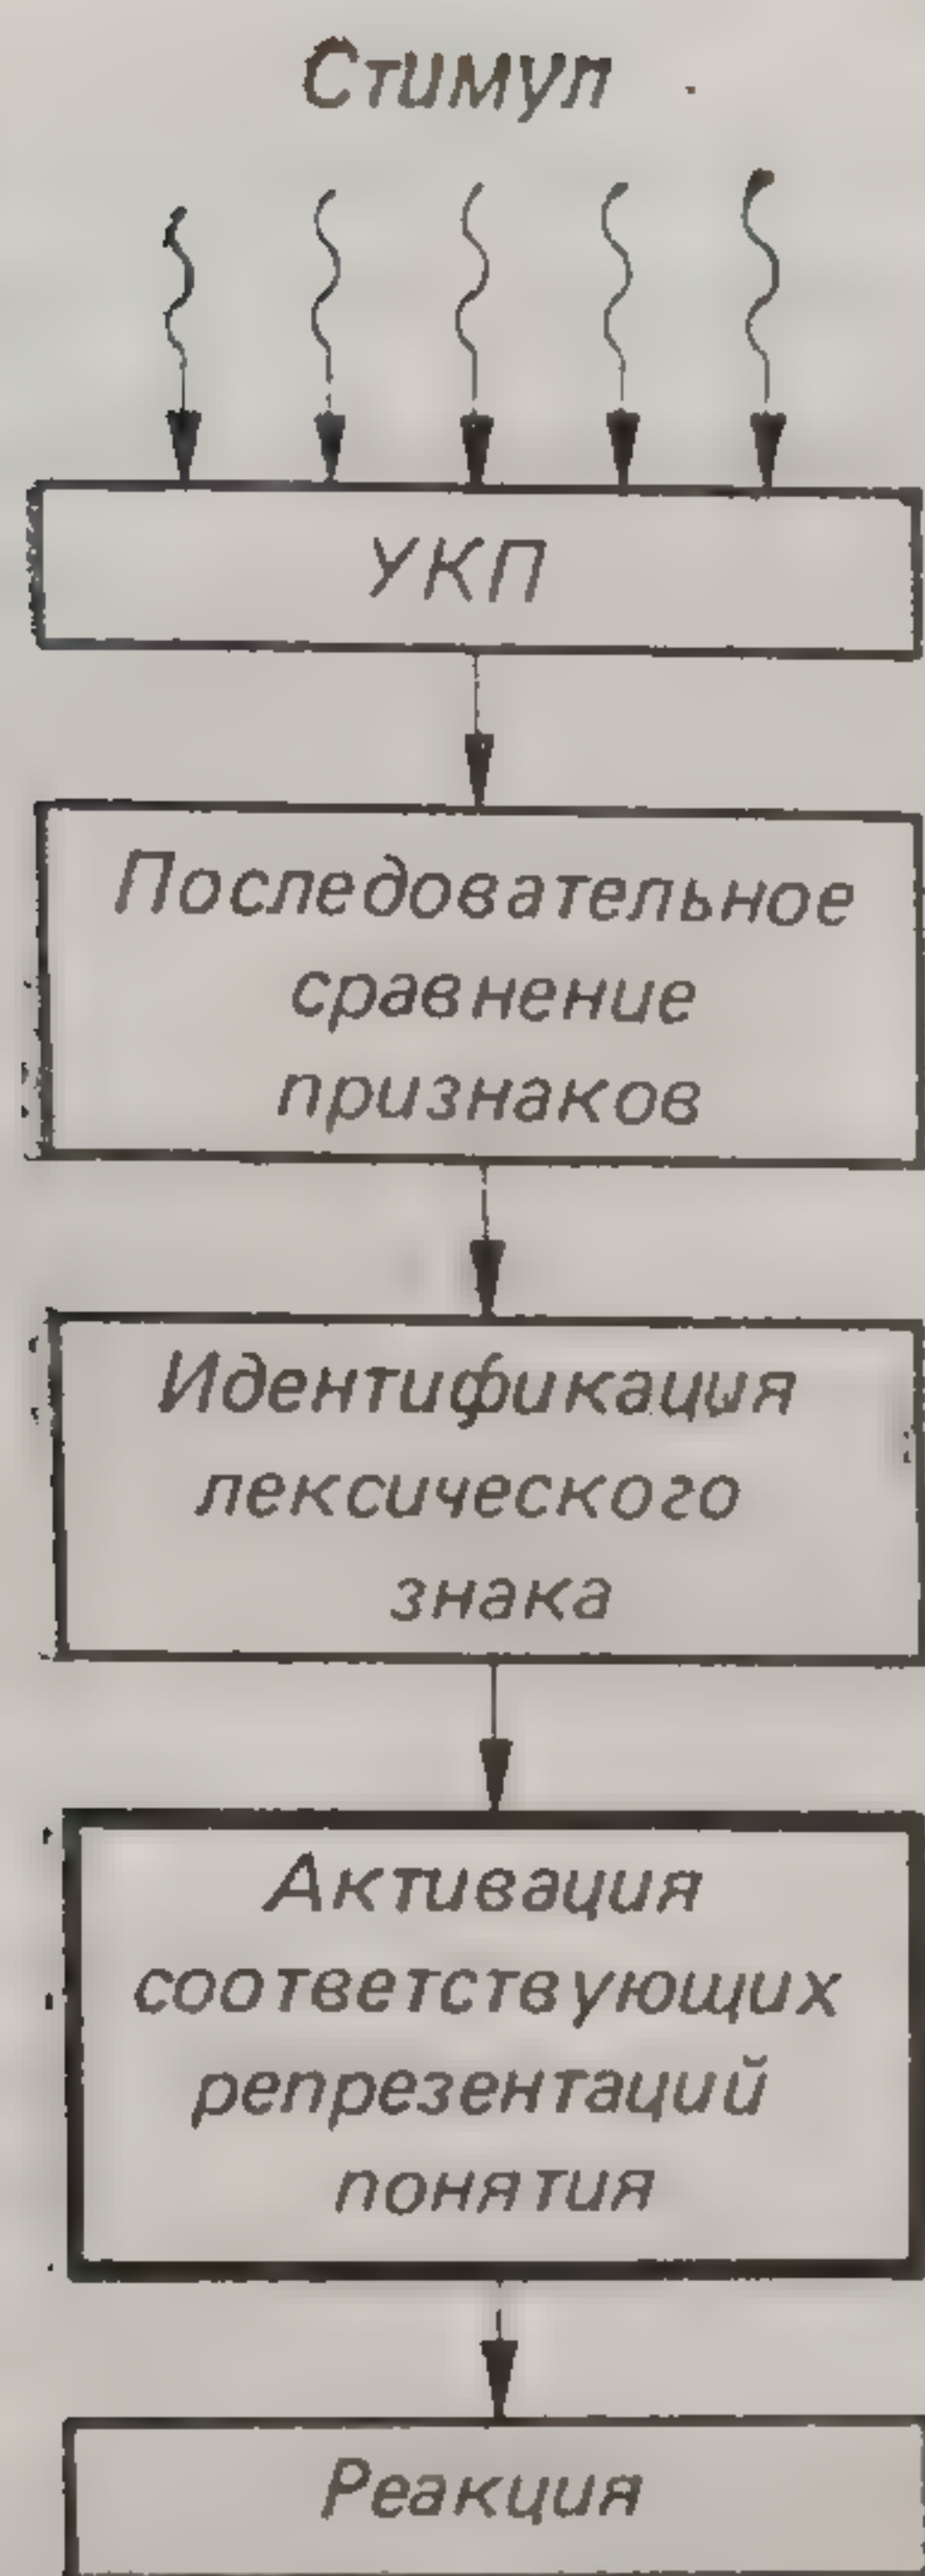 Стимул
УКП
Последовательное
сравнение
признаков
Идентификация
лексического
знака
Активация
соответствующих
репрезентаций
понятия
Реакция